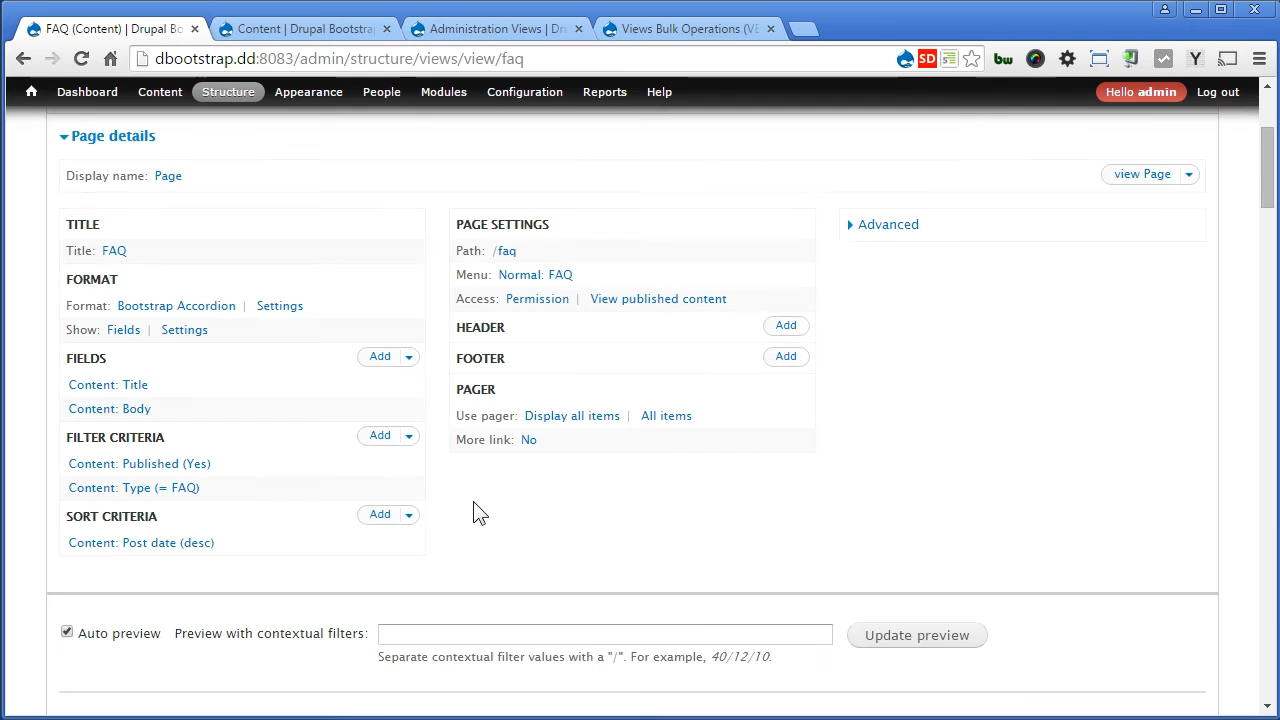 FAQ (Content) | Drupal Bo
Content | Drupal Bootstra
Administration Views | Dr
Views Bulk Operations (VE
dbootstrap.dd:8083/admin/structure/views/view/faq
SD
bw
Y
Dashboard Content Structure Appearance People Modules Configuration Reports Help Hello admin Log out
Page details
Display name: Page
view Page
TITLE
Title: FAQ
FORMAT
Format: Bootstrap Accordion | Settings
Show: Fields | Settings
FIELDS
Add
Content: Title
Content: Body
FILTER CRITERIA
Add
Content: Published (Yes)
Content: Type (= FAQ)
SORT CRITERIA
Add
Content: Post date (desc)
PAGE SETTINGS
Path: /faq
Menu: Normal: FAQ
Access: Permission | View published content
HEADER
Add
FOOTER
Add
PAGER
Use pager: Display all items | All items
More link: No
Advanced
Auto preview
Preview with contextual filters:
Update preview
Separate contextual filter values with a "/". For example, 40/12/10.